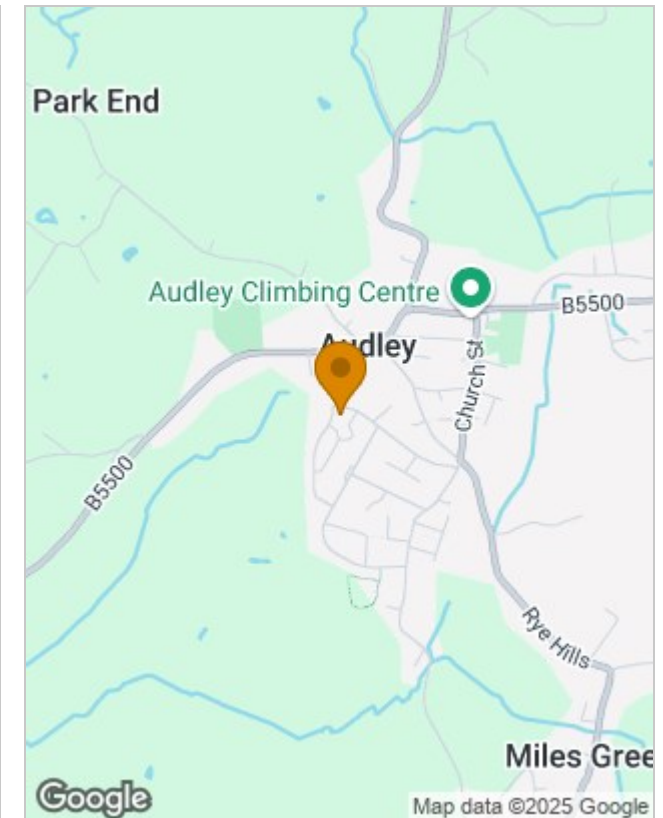 Park End
Audley Climbing Centre
B5500
Audley
Church St
B5500
Rye Hills
Miles Gree
Google
Map data ©2025 Google